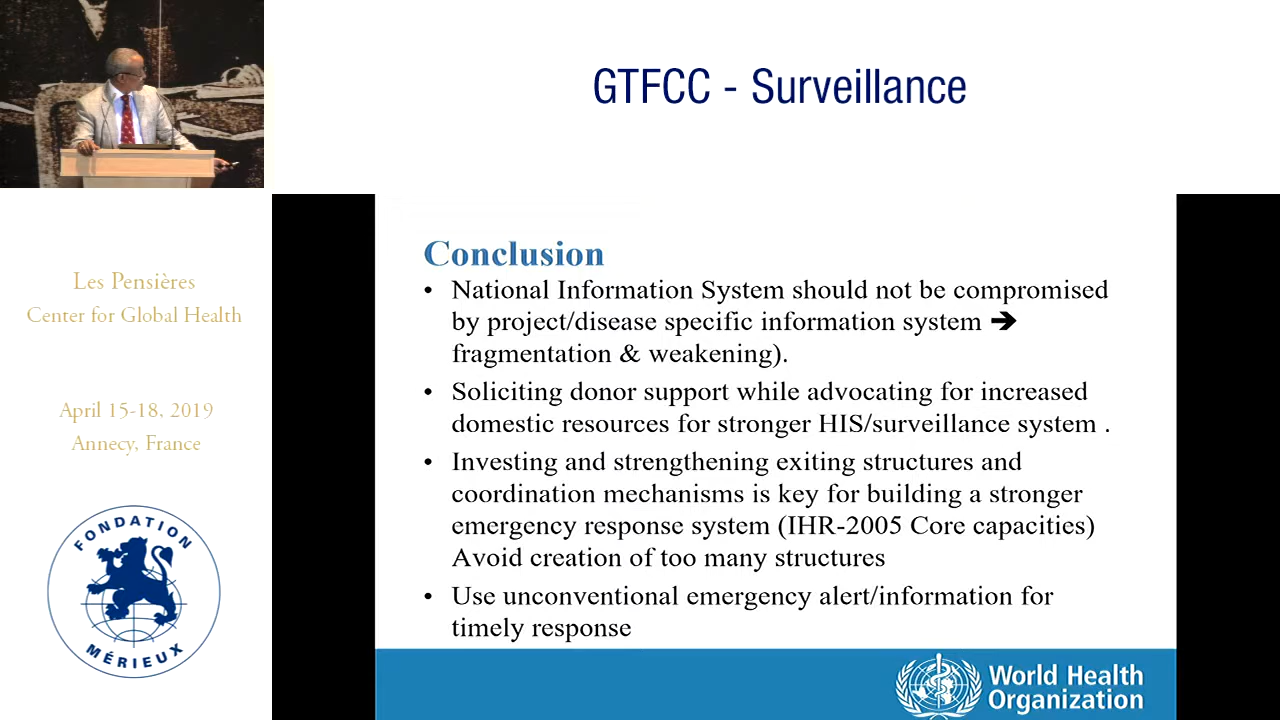 GTFCC - Surveillance
Les Pensières
Center for Global Health
April 15-18, 2019
Annecy, France
FONDATION
MÉRIEUX
Conclusion
• National Information System should not be compromised
by project/disease specific information system ➔
fragmentation & weakening).
• Soliciting donor support while advocating for increased
domestic resources for stronger HIS/surveillance system .
• Investing and strengthening exiting structures and
coordination mechanisms is key for building a stronger
emergency response system (IHR-2005 Core capacities)
Avoid creation of too many structures
• Use unconventional emergency alert/information for
timely response
World Health
Organization